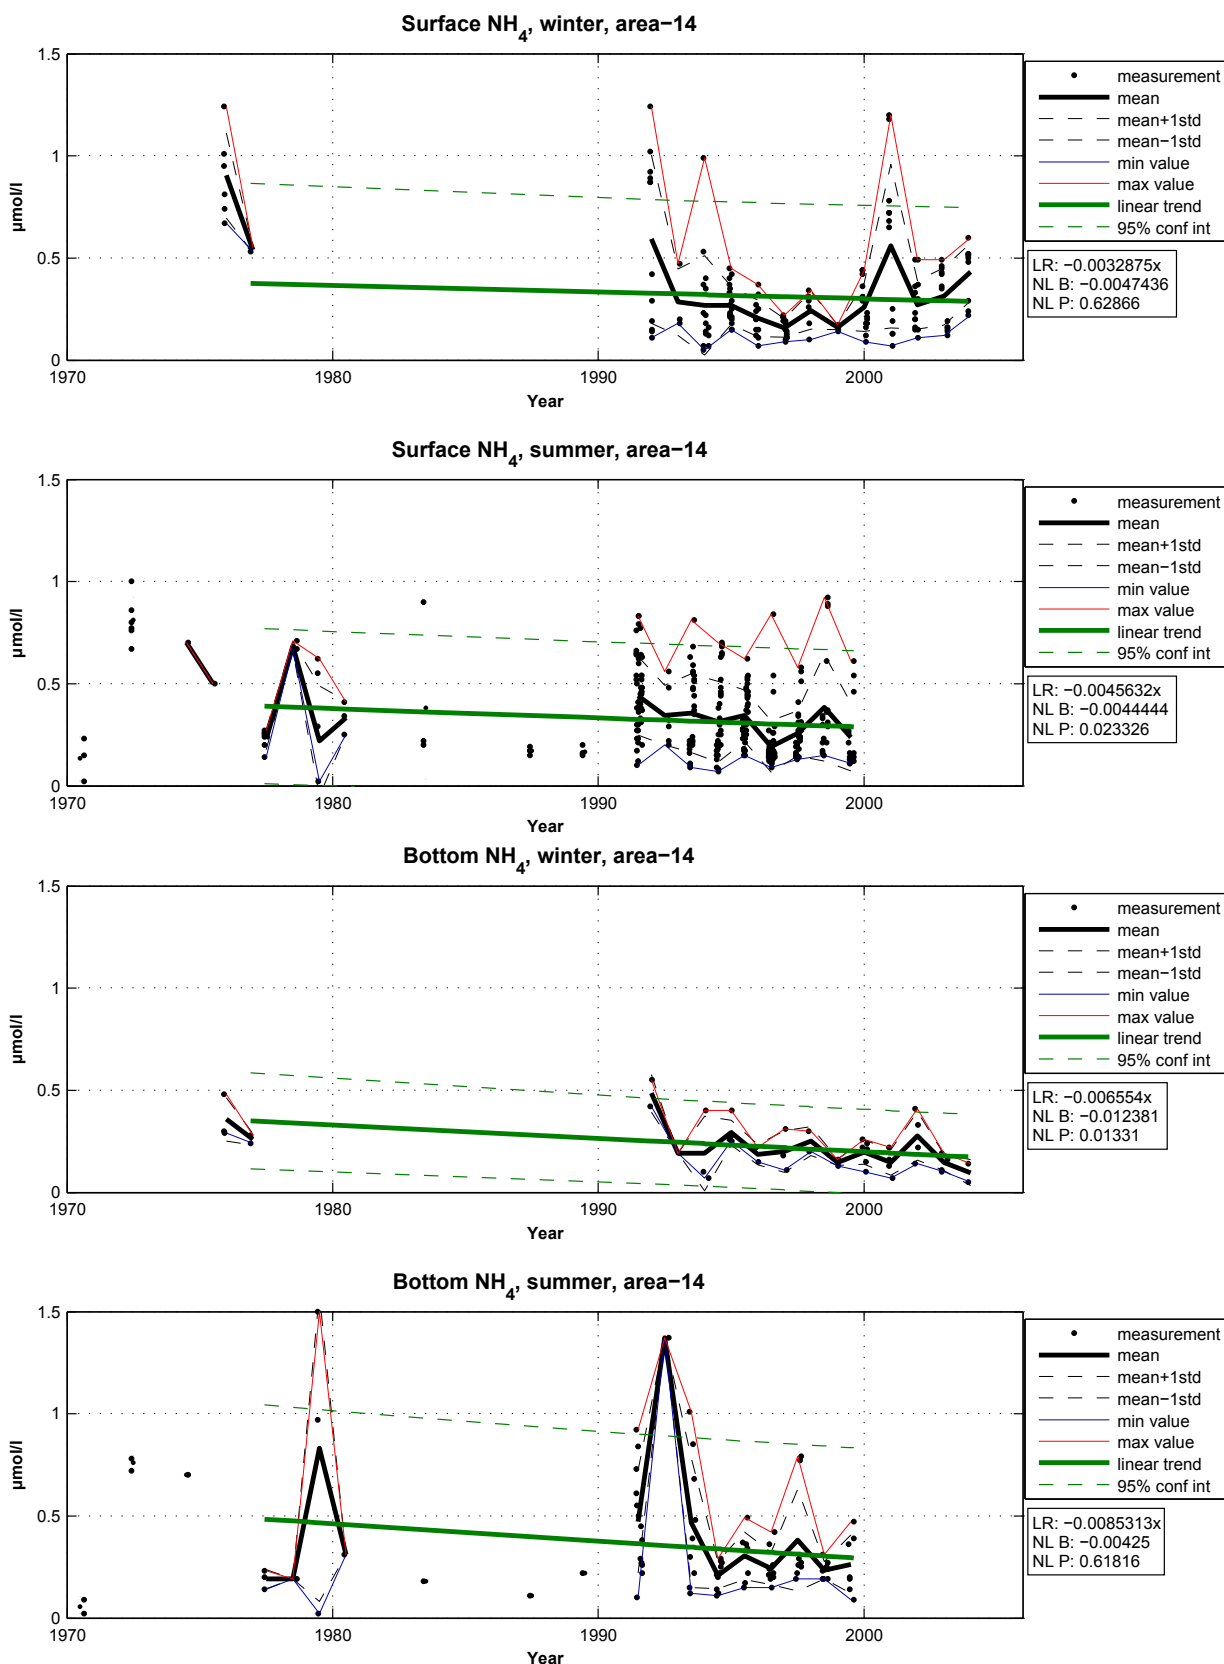 Surface NH4, winter, area−14
1.5
1
0.5
0
µmol/l
1970
1980
1990
2000
Year
measurement
mean
mean+1std
mean−1std
min value
max value
linear trend
95% conf int
LR: −0.0032875x
NL B: −0.0047436
NL P: 0.62866
Surface NH4, summer, area−14
1.5
1
0.5
0
µmol/l
1970
1980
1990
2000
Year
measurement
mean
mean+1std
mean−1std
min value
max value
linear trend
95% conf int
LR: −0.0045632x
NL B: −0.0044444
NL P: 0.023326
Bottom NH4, winter, area−14
1.5
1
0.5
0
µmol/l
1970
1980
1990
2000
Year
measurement
mean
mean+1std
mean−1std
min value
max value
linear trend
95% conf int
LR: −0.006554x
NL B: −0.012381
NL P: 0.01331
Bottom NH4, summer, area−14
1.5
1
0.5
0
µmol/l
1970
1980
1990
2000
Year
measurement
mean
mean+1std
mean−1std
min value
max value
linear trend
95% conf int
LR: −0.0085313x
NL B: −0.00425
NL P: 0.61816